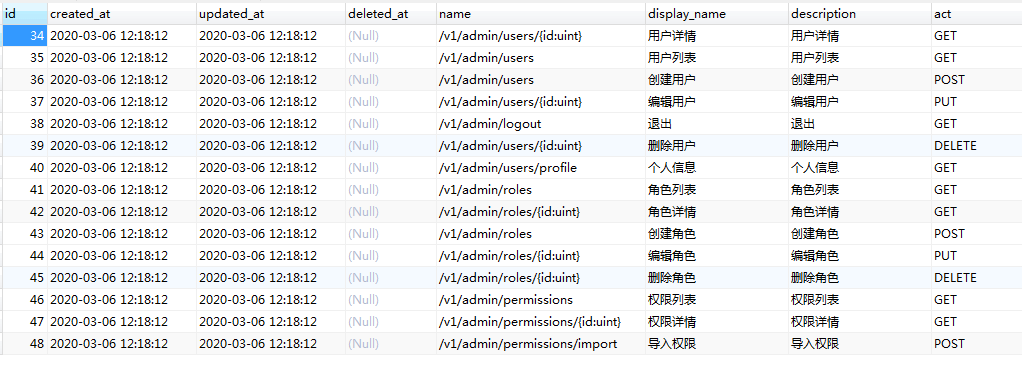 id created_at updated_at deleted_at name display_name description act
34 2020-03-06 12:18:12 2020-03-06 12:18:12 (Null) /v1/admin/users/{id:uint} 用户详情 用户详情 GET
35 2020-03-06 12:18:12 2020-03-06 12:18:12 (Null) /v1/admin/users 用户列表 用户列表 GET
36 2020-03-06 12:18:12 2020-03-06 12:18:12 (Null) /v1/admin/users 创建用户 创建用户 POST
37 2020-03-06 12:18:12 2020-03-06 12:18:12 (Null) /v1/admin/users/{id:uint} 编辑用户 编辑用户 PUT
38 2020-03-06 12:18:12 2020-03-06 12:18:12 (Null) /v1/admin/logout 退出 退出 GET
39 2020-03-06 12:18:12 2020-03-06 12:18:12 (Null) /v1/admin/users/{id:uint} 删除用户 删除用户 DELETE
40 2020-03-06 12:18:12 2020-03-06 12:18:12 (Null) /v1/admin/users/profile 个人信息 个人信息 GET
41 2020-03-06 12:18:12 2020-03-06 12:18:12 (Null) /v1/admin/roles 角色列表 角色列表 GET
42 2020-03-06 12:18:12 2020-03-06 12:18:12 (Null) /v1/admin/roles/{id:uint} 角色详情 角色详情 GET
43 2020-03-06 12:18:12 2020-03-06 12:18:12 (Null) /v1/admin/roles 创建角色 创建角色 POST
44 2020-03-06 12:18:12 2020-03-06 12:18:12 (Null) /v1/admin/roles/{id:uint} 编辑角色 编辑角色 PUT
45 2020-03-06 12:18:12 2020-03-06 12:18:12 (Null) /v1/admin/roles/{id:uint} 删除角色 删除角色 DELETE
46 2020-03-06 12:18:12 2020-03-06 12:18:12 (Null) /v1/admin/permissions 权限列表 权限列表 GET
47 2020-03-06 12:18:12 2020-03-06 12:18:12 (Null) /v1/admin/permissions/{id:uint} 权限详情 权限详情 GET
48 2020-03-06 12:18:12 2020-03-06 12:18:12 (Null) /v1/admin/permissions/import 导入权限 导入权限 POST